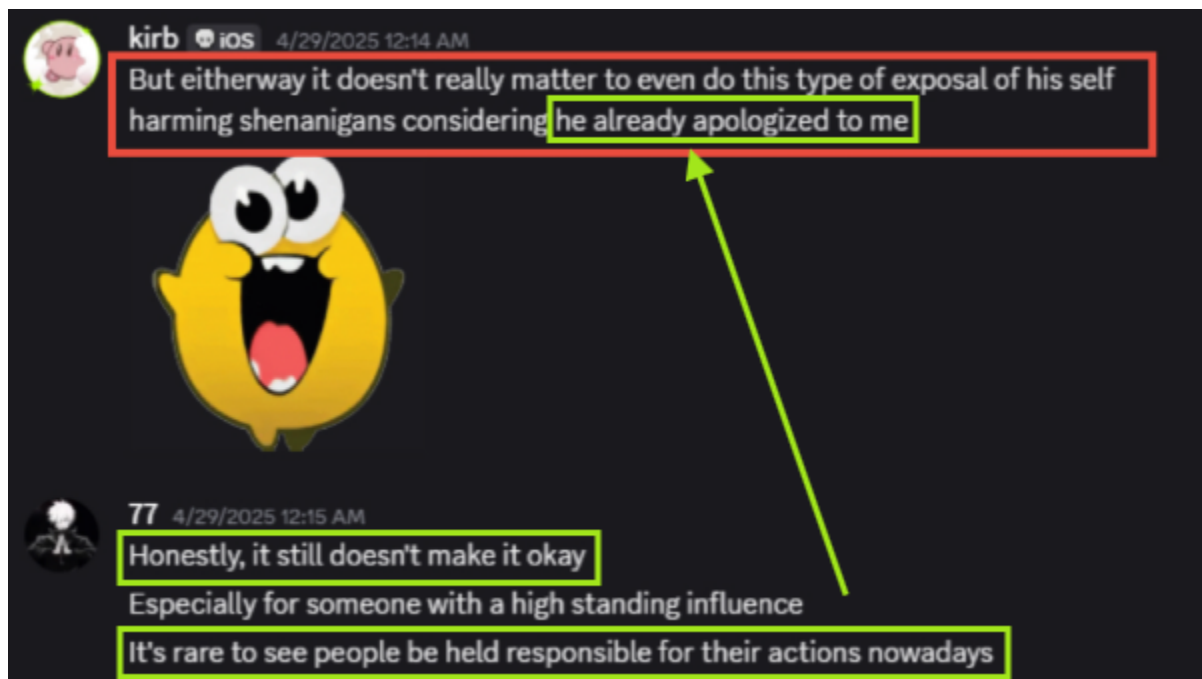 kirb iOS 4/29/2025 12:14 AM
But eitherway it doesn't really matter to even do this type of exposal of his self
harming shenanigans considering he already apologized to me
77 4/29/2025 12:15 AM
Honestly, it still doesn't make it okay
Especially for someone with a high standing influence
It's rare to see people be held responsible for their actions nowadays